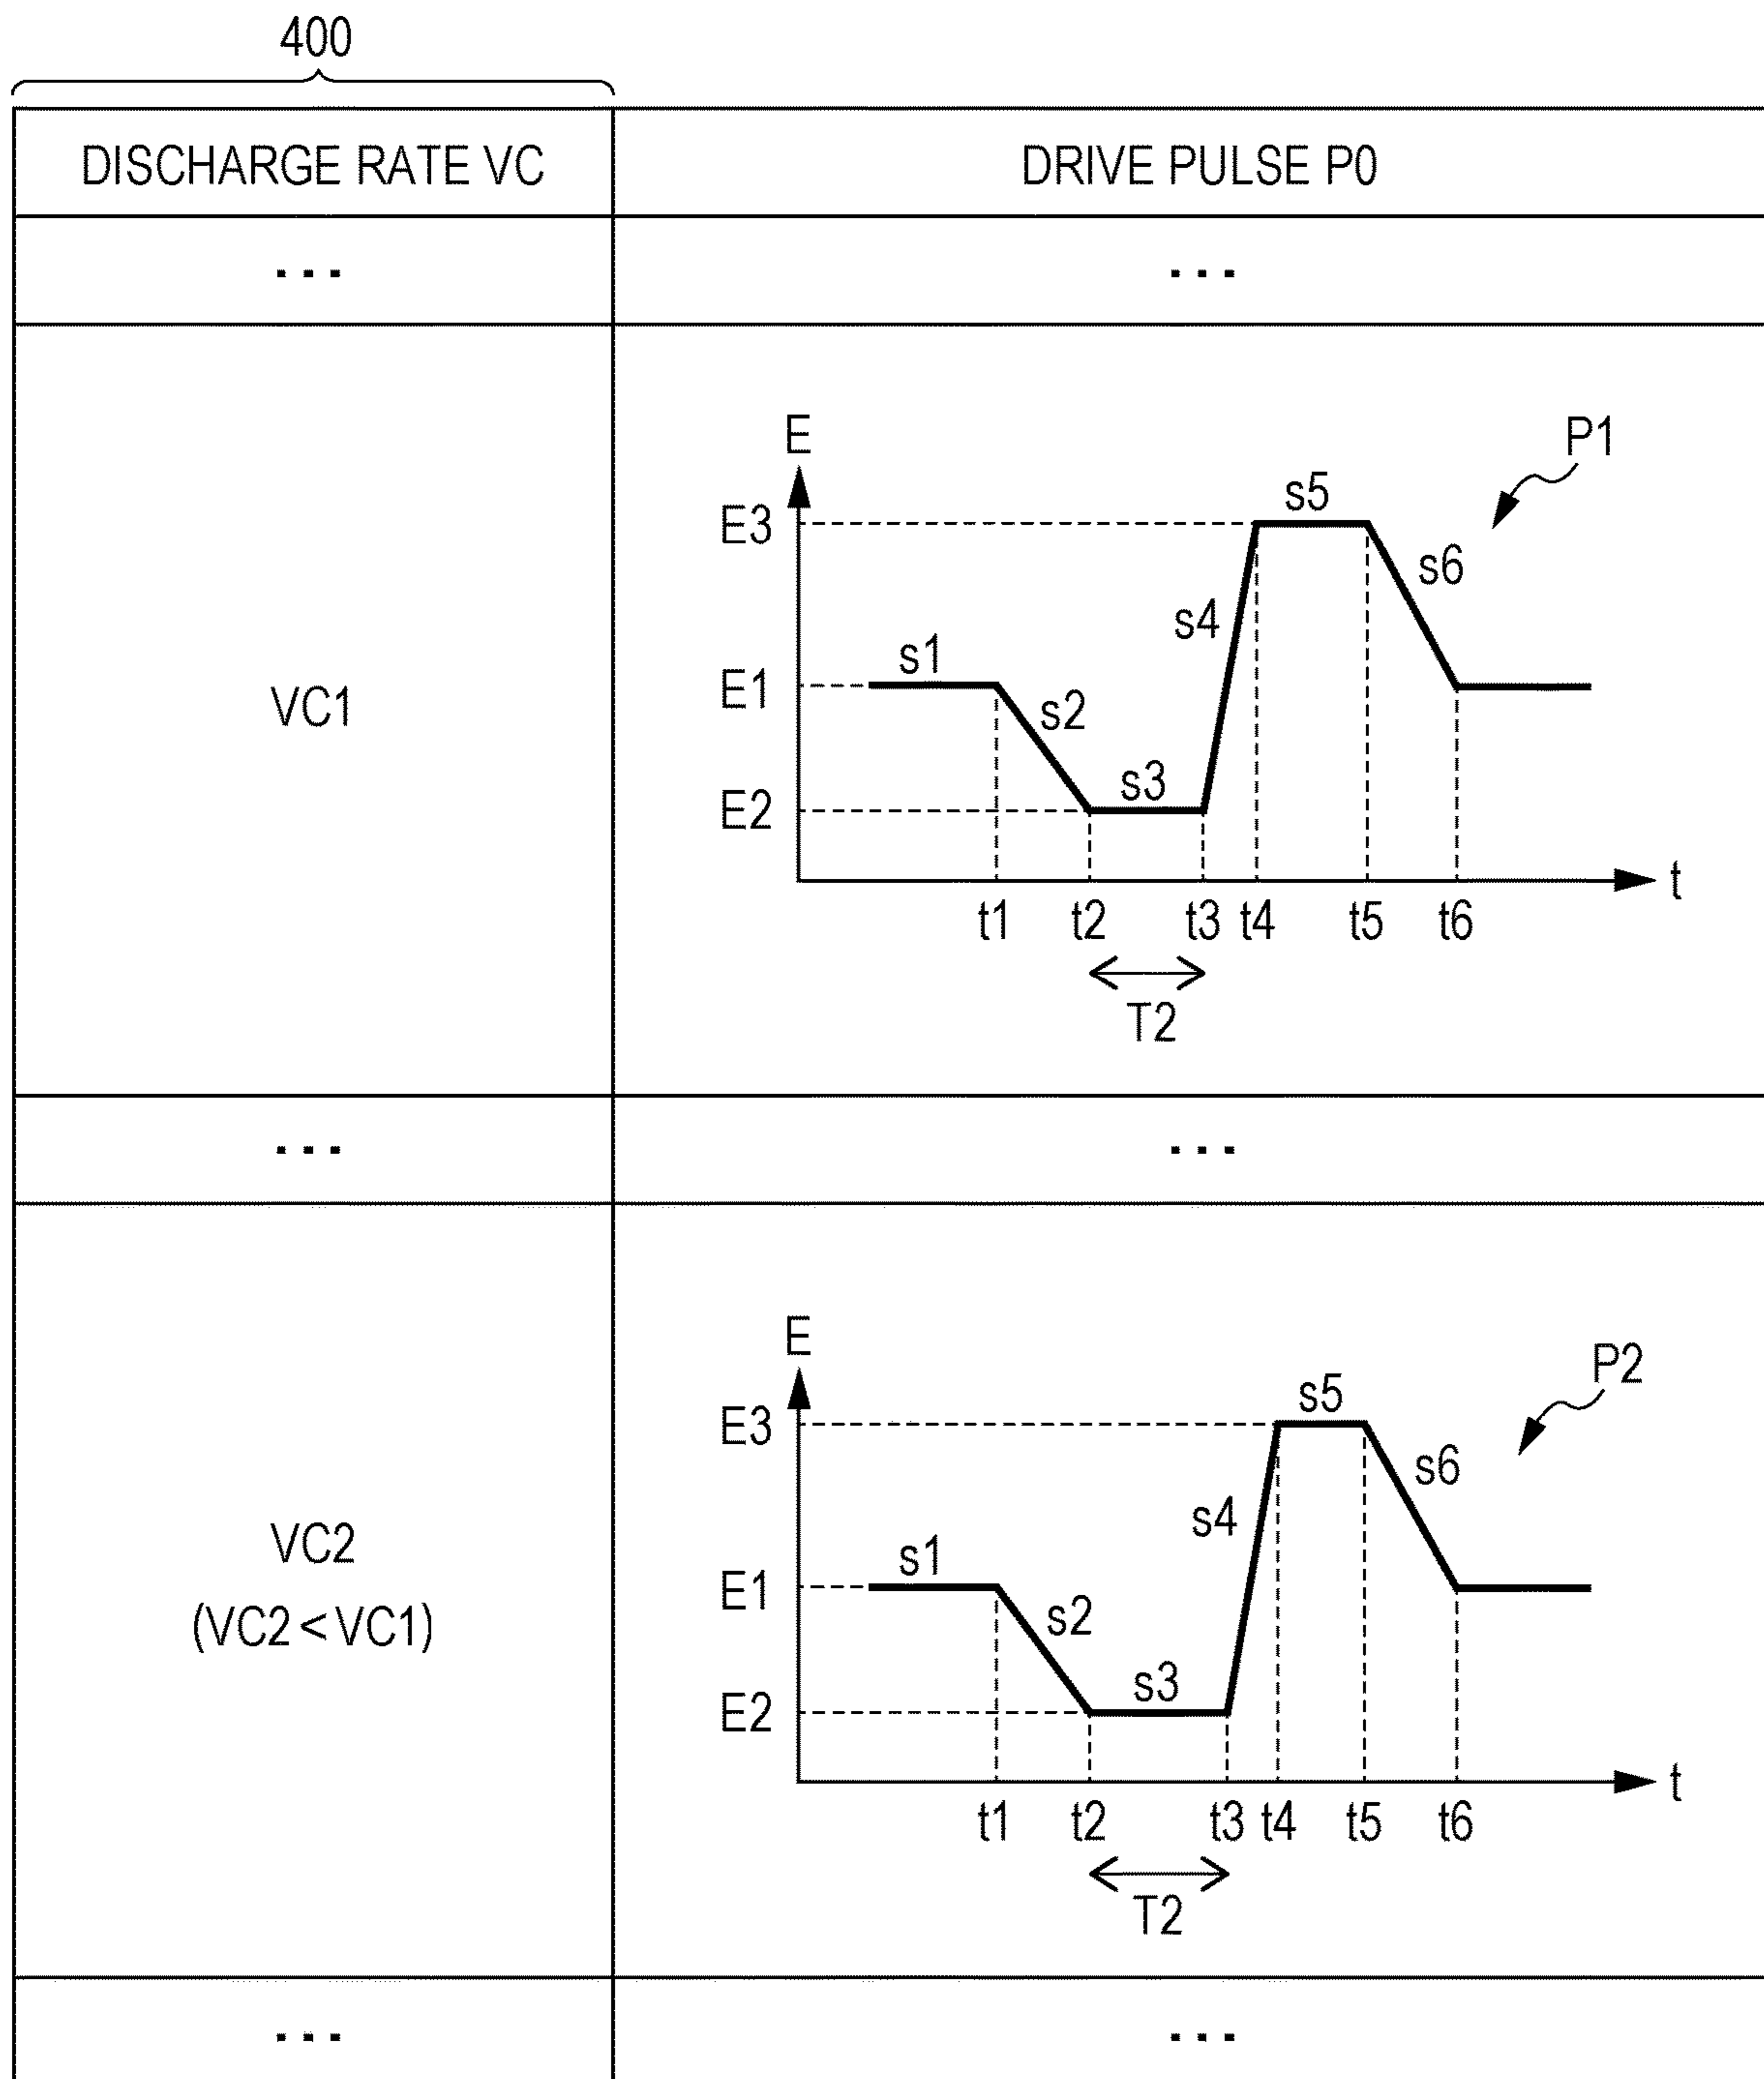 400
DISCHARGE RATE VC
DRIVE PULSE P0
...
...
VC1
E
P1
E3
s5
s6
s4
s1
E1
s2
s3
E2
t
t1 t2 t3 t4 t5 t6
T2
...
...
VC2
(VC2 < VC1)
E
P2
E3
s5
s6
s4
s1
E1
s2
s3
E2
t
t1 t2 t3 t4 t5 t6
T2
...
...